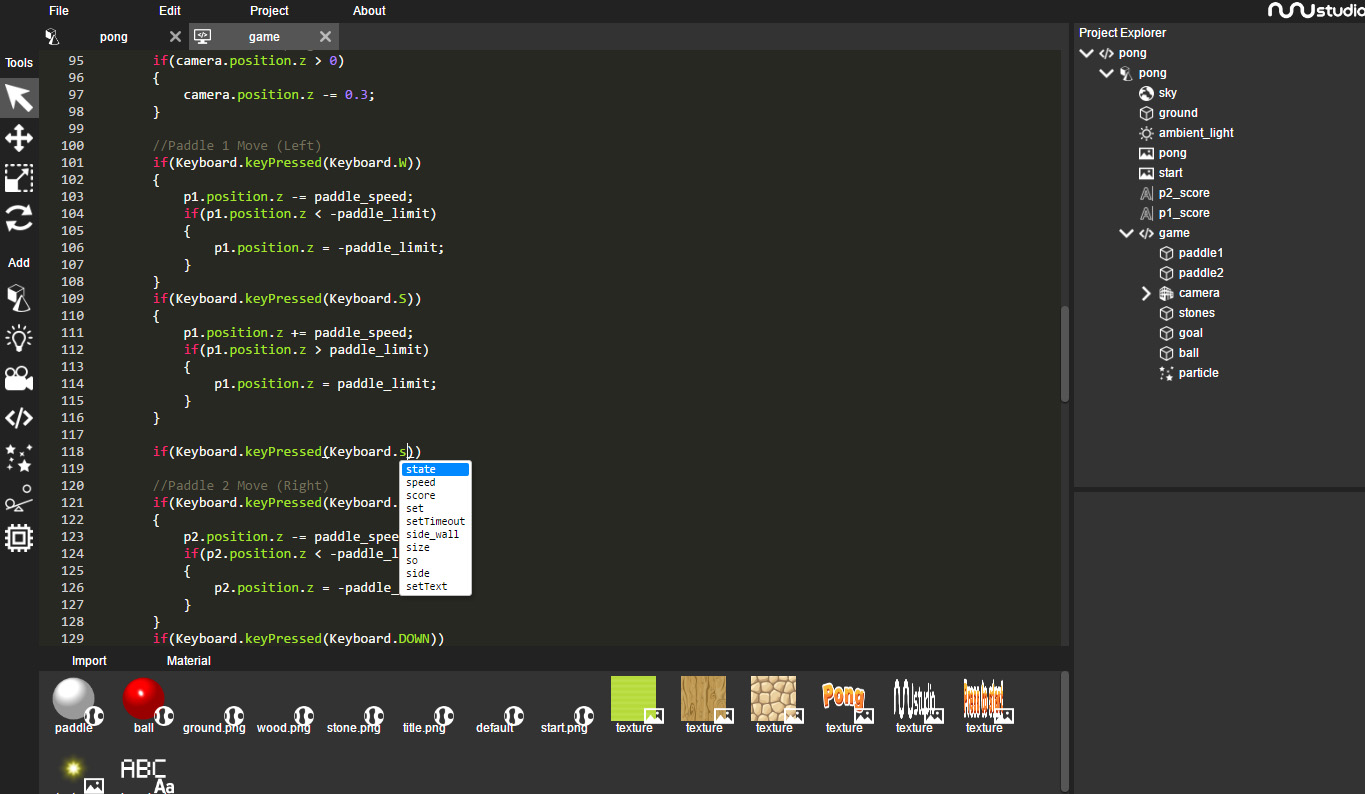 File Edit Project About
nunustudio
pong game
Tools
Add
95 if(camera.position.z > 0)
96 {
97 camera.position.z -= 0.3;
98 }
99
100 //Paddle 1 Move (Left)
101 if(Keyboard.keyPressed(Keyboard.W))
102 {
103 p1.position.z -= paddle_speed;
104 if(p1.position.z < -paddle_limit)
105 {
106 p1.position.z = -paddle_limit;
107 }
108 }
109 if(Keyboard.keyPressed(Keyboard.S))
110 {
111 p1.position.z += paddle_speed;
112 if(p1.position.z > paddle_limit)
113 {
114 p1.position.z = paddle_limit;
115 }
116 }
117
118 if(Keyboard.keyPressed(Keyboard.s))
119
120 //Paddle 2 Move (Right)
121 if(Keyboard.keyPressed(Keyboard.
122 {
123 p2.position.z -= paddle_spee
124 if(p2.position.z < -paddle_l
125 {
126 p2.position.z = -paddle_
127 }
128 }
129 if(Keyboard.keyPressed(Keyboard.DOWN))
state
speed
score
set
setTimeout
side_wall
size
so
side
setText
Project Explorer
pong
pong
sky
ground
ambient_light
pong
start
p2_score
p1_score
game
paddle1
paddle2
camera
stones
goal
ball
particle
Import Material
Pong
paddle ball ground.png wood.png stone.png title.png default start.png texture texture texture texture texture texture
ABC
Aa